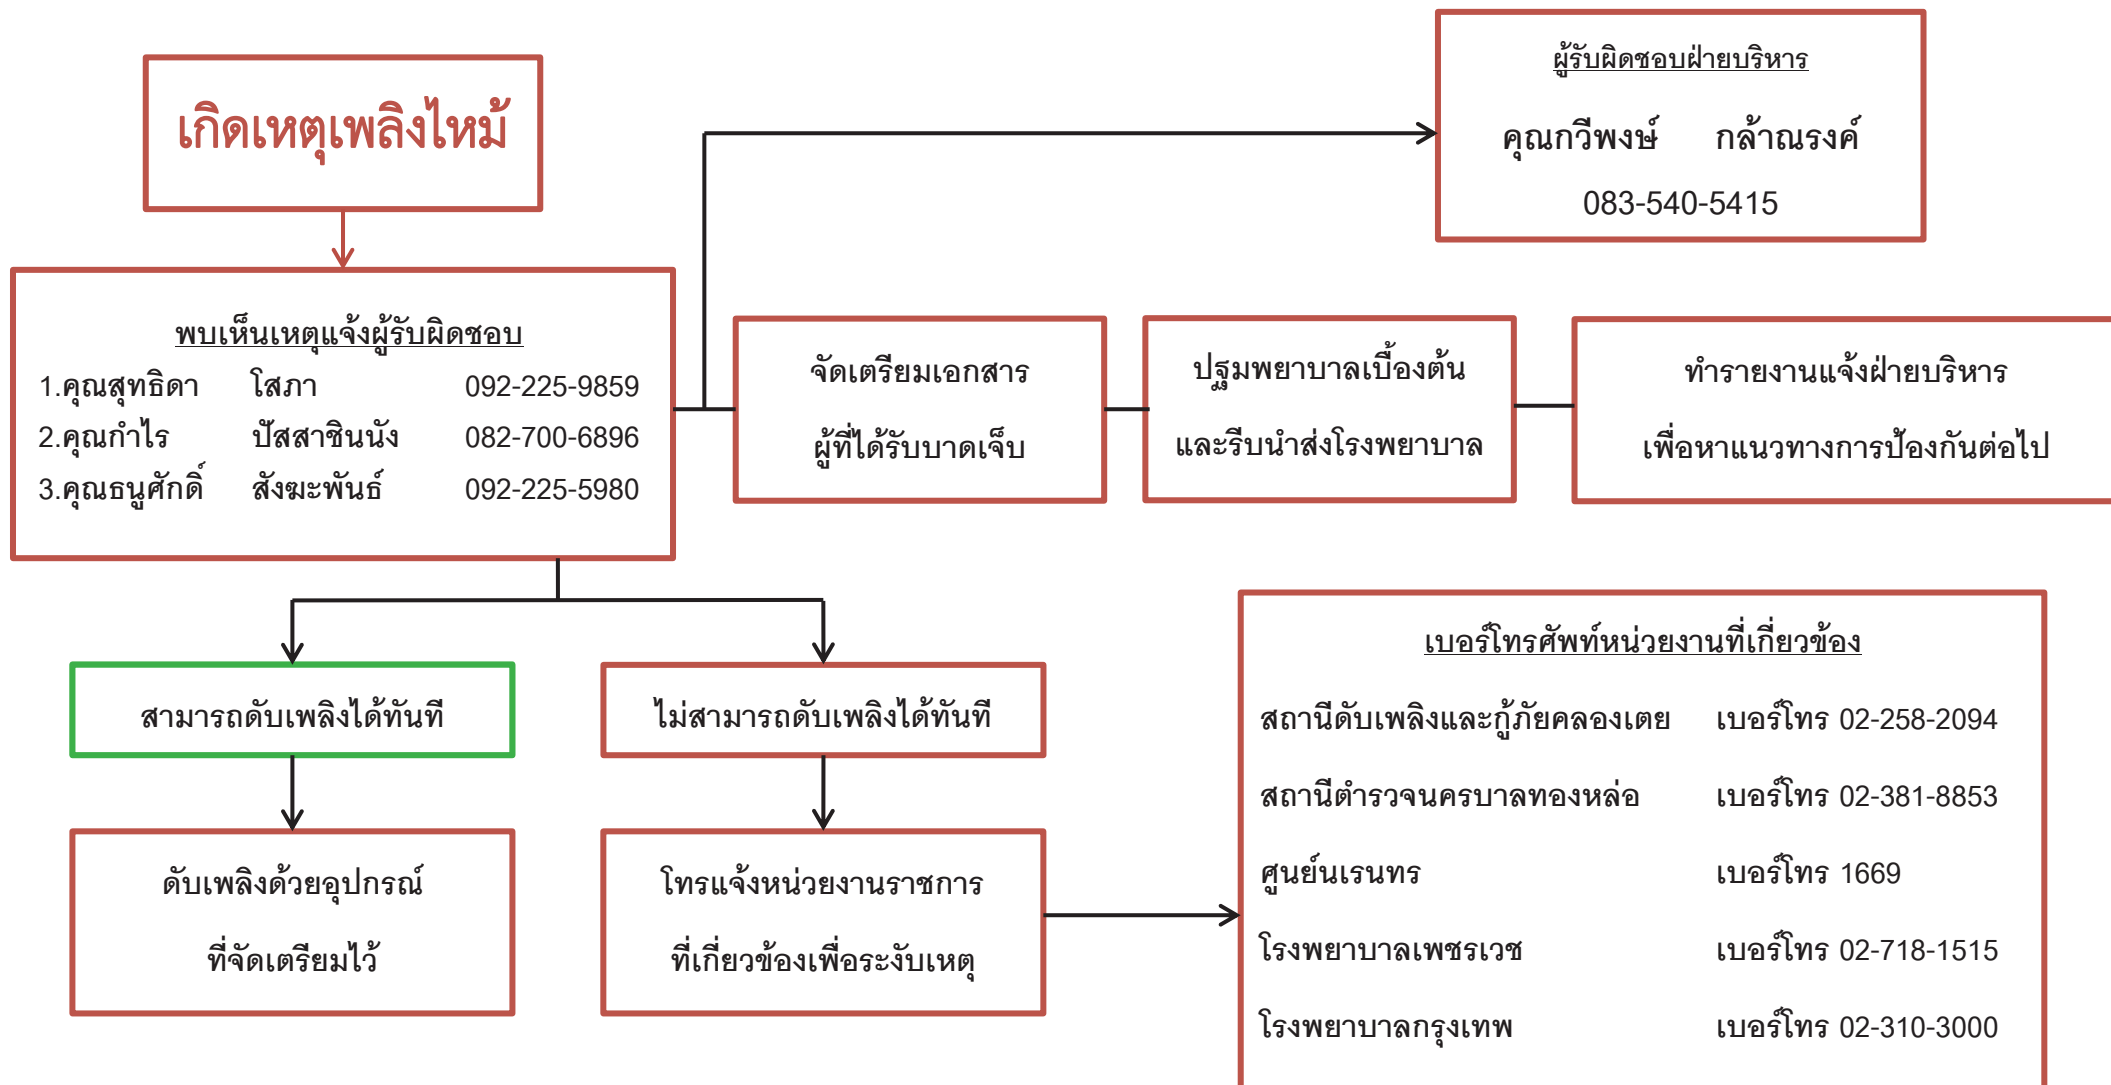 เกิดเหตุเพลิงไหม้
ผู้รับผิดชอบฝ่ายบริหาร
คุณกวีพงษ์ กล้าณรงค์
083-540-5415
พบเห็นเหตุแจ้งผู้รับผิดชอบ
1.คุณสุทธิดา โสภา 092-225-9859
2.คุณกำไร ปัสสาชินนัง 082-700-6896
3.คุณธนูศักดิ์ สังฆะพันธ์ 092-225-5980
จัดเตรียมเอกสาร
ผู้ที่ได้รับบาดเจ็บ
ปฐมพยาบาลเบื้องต้น
และรีบนำส่งโรงพยาบาล
ทำรายงานแจ้งฝ่ายบริหาร
เพื่อหาแนวทางการป้องกันต่อไป
สามารถดับเพลิงได้ทันที
ไม่สามารถดับเพลิงได้ทันที
ดับเพลิงด้วยอุปกรณ์
ที่จัดเตรียมไว้
โทรแจ้งหน่วยงานราชการ
ที่เกี่ยวข้องเพื่อระงับเหตุ
เบอร์โทรศัพท์หน่วยงานที่เกี่ยวข้อง
สถานีดับเพลิงและกู้ภัยคลองเตย เบอร์โทร 02-258-2094
สถานีตำรวจนครบาลทองหล่อ เบอร์โทร 02-381-8853
ศูนย์นเรนทร เบอร์โทร 1669
โรงพยาบาลเพชรเวช เบอร์โทร 02-718-1515
โรงพยาบาลกรุงเทพ เบอร์โทร 02-310-3000